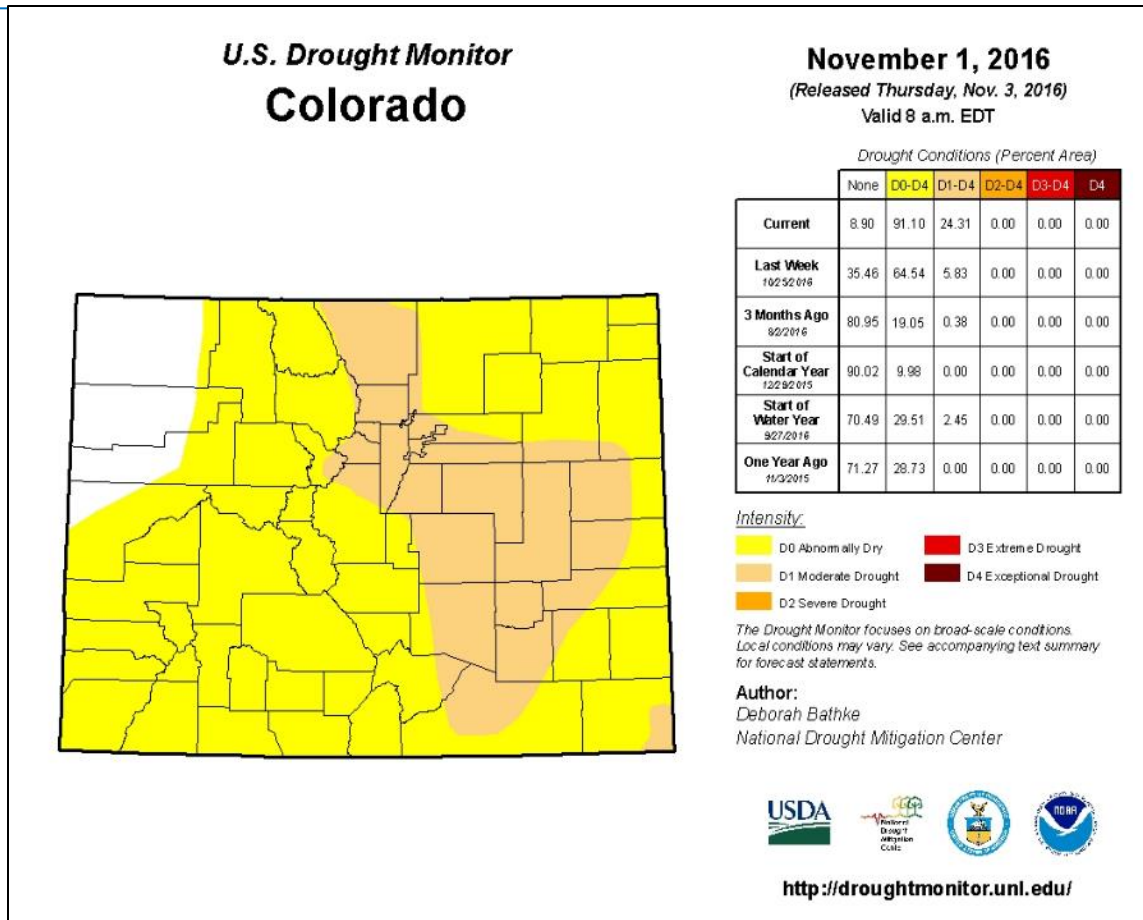 U.S. Drought Monitor
Colorado
November 1, 2016
(Released Thursday, Nov. 3, 2016)
Valid 8 a.m. EDT
Drought Conditions (Percent Area)
None D0-D4 D1-D4 D2-D4 D3-D4 D4
Current 8.90 91.10 24.31 0.00 0.00 0.00
Last Week
10/25/2016 35.46 64.54 5.83 0.00 0.00 0.00
3 Months Ago
8/2/2016 80.95 19.05 0.38 0.00 0.00 0.00
Start of
Calendar Year
12/29/2015 90.02 9.98 0.00 0.00 0.00 0.00
Start of
Water Year
9/27/2016 70.49 29.51 2.45 0.00 0.00 0.00
One Year Ago
11/3/2015 71.27 28.73 0.00 0.00 0.00 0.00
Intensity:
D0 Abnormally Dry
D3 Extreme Drought
D1 Moderate Drought
D4 Exceptional Drought
D2 Severe Drought
The Drought Monitor focuses on broad-scale conditions.
Local conditions may vary. See accompanying text summary
for forecast statements.
Author:
Deborah Bathke
National Drought Mitigation Center
USDA
National
Drought
Mitigation
Center
NOAA
http://droughtmonitor.unl.edu/